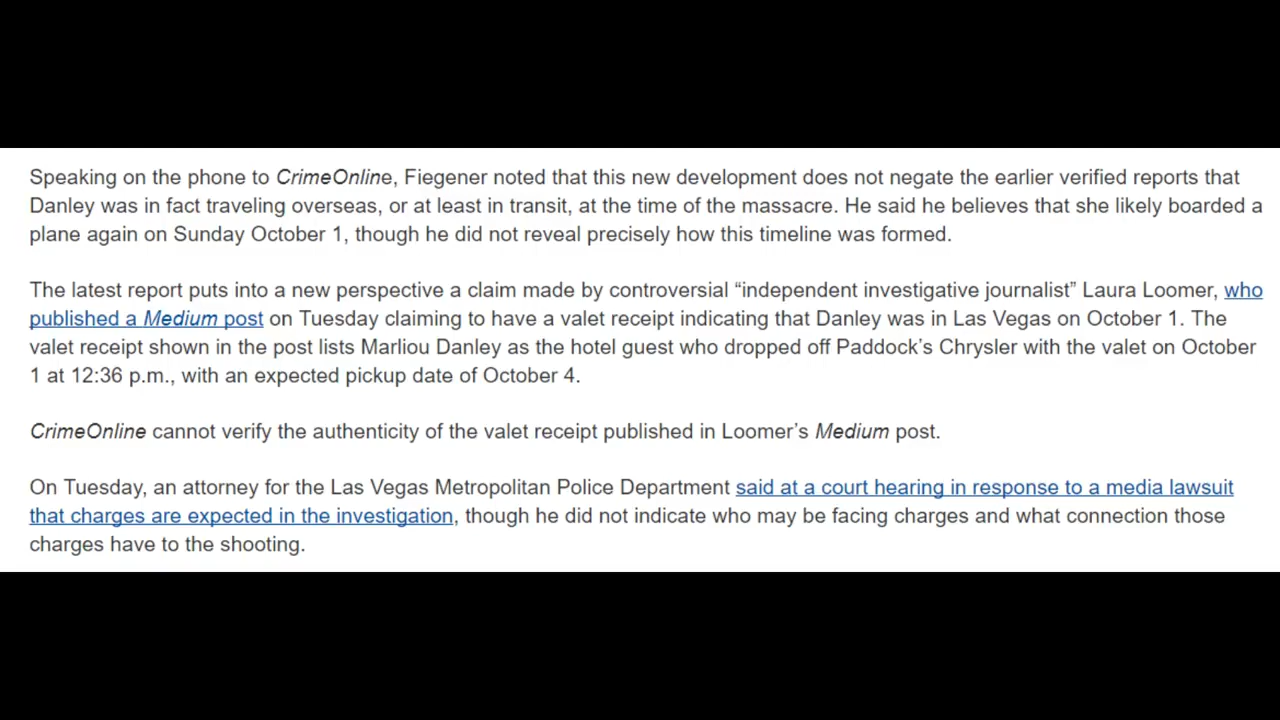 Speaking on the phone to CrimeOnline, Fiegener noted that this new development does not negate the earlier verified reports that
Danley was in fact traveling overseas, or at least in transit, at the time of the massacre. He said he believes that she likely boarded a
plane again on Sunday October 1, though he did not reveal precisely how this timeline was formed.
The latest report puts into a new perspective a claim made by controversial “independent investigative journalist” Laura Loomer, who
published a Medium post on Tuesday claiming to have a valet receipt indicating that Danley was in Las Vegas on October 1. The
valet receipt shown in the post lists Marliou Danley as the hotel guest who dropped off Paddock’s Chrysler with the valet on October
1 at 12:36 p.m., with an expected pickup date of October 4.
CrimeOnline cannot verify the authenticity of the valet receipt published in Loomer’s Medium post.
On Tuesday, an attorney for the Las Vegas Metropolitan Police Department said at a court hearing in response to a media lawsuit
that charges are expected in the investigation, though he did not indicate who may be facing charges and what connection those
charges have to the shooting.